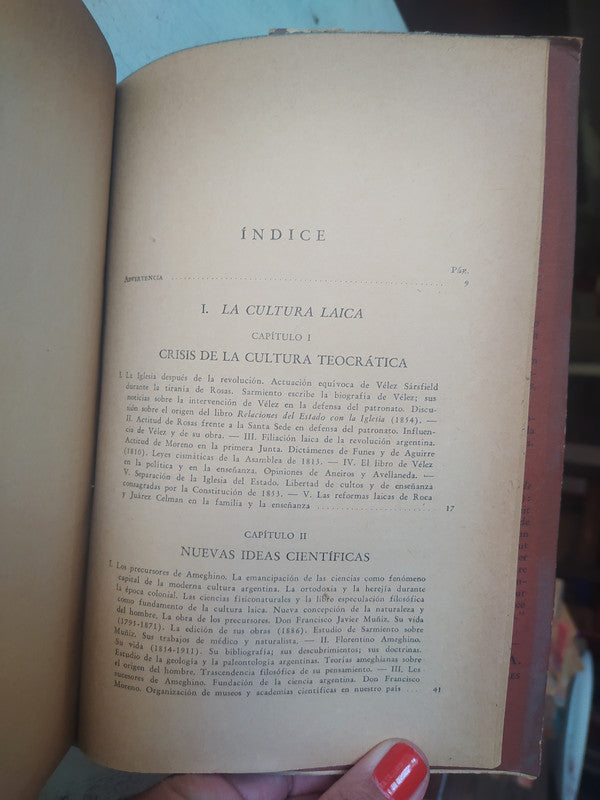 ÍNDICE
Pág.
Advertencia .......... 9
I. LA CULTURA LAICA
CAPÍTULO I
CRISIS DE LA CULTURA TEOCRÁTICA
I. La Iglesia después de la revolución. Actuación equívoca de Vélez Sársfield
durante la tiranía de Rosas. Sarmiento escribe la biografía de Vélez; sus
noticias sobre la intervención de Vélez en la defensa del patronato. Discu-
sión sobre el origen del libro Relaciones del Estado con la Iglesia (1854). —
II. Actitud de Rosas frente a la Santa Sede en defensa del patronato. Influen-
cia de Vélez y de su obra. — III. Filiación laica de la revolución argentina.
Actitud de Moreno en la primera Junta. Dictámenes de Funes y de Aguirre
(1816). Leyes cismáticas de la Asamblea de 1813. — IV. El libro de Vélez
en la política y en la enseñanza. Opiniones de Aneiros y Avellaneda. —
V. Separación de la Iglesia del Estado. Libertad de cultos y de enseñanza
consagradas por la Constitución de 1853. — V. Las reformas laicas de Roca
y Juárez Celman en la familia y la enseñanza .......... 17
CAPÍTULO II
NUEVAS IDEAS CIENTÍFICAS
I. Los precursores de Ameghino. La emancipación de las ciencias como fenómeno
capital de la moderna cultura argentina. La ortodoxia y la herejía durante
la época colonial. Las ciencias fisiconaturales y la libre especulación filosófica
como fundamento de la cultura laica. Nueva concepción de la naturaleza y
del hombre. La obra de los precursores. Don Francisco Javier Muñiz. Su vida
(1795-1871). La edición de sus obras (1886). Estudio de Sarmiento sobre
Muñiz. Sus trabajos de médico y naturalista. — II. Florentino Ameghino.
Su vida (1854-1911). Su bibliografía; sus descubrimientos; sus doctrinas.
Estudio de la geología y la paleontología argentinas. Teorías ameghianas sobre
el origen del hombre. Trascendencia filosófica de su pensamiento. — III. Los
sucesores de Ameghino. Fundación de la ciencia argentina. Don Francisco
Moreno. Organización de museos y academias científicas en nuestro país .... 41